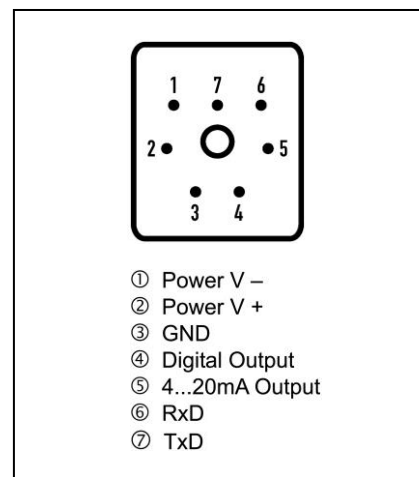 1 7 6
2 5
3 4
① Power V –
② Power V +
③ GND
④ Digital Output
⑤ 4...20mA Output
⑥ RxD
⑦ TxD